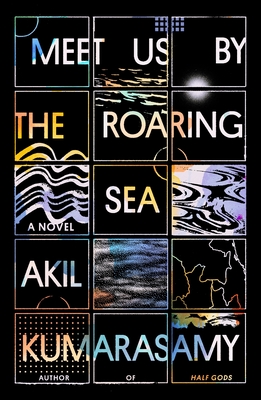 MEET US BY
THE ROARING
SEA
A NOVEL
AKIL
KUMARASAMY
AUTHOR OF HALF GODS